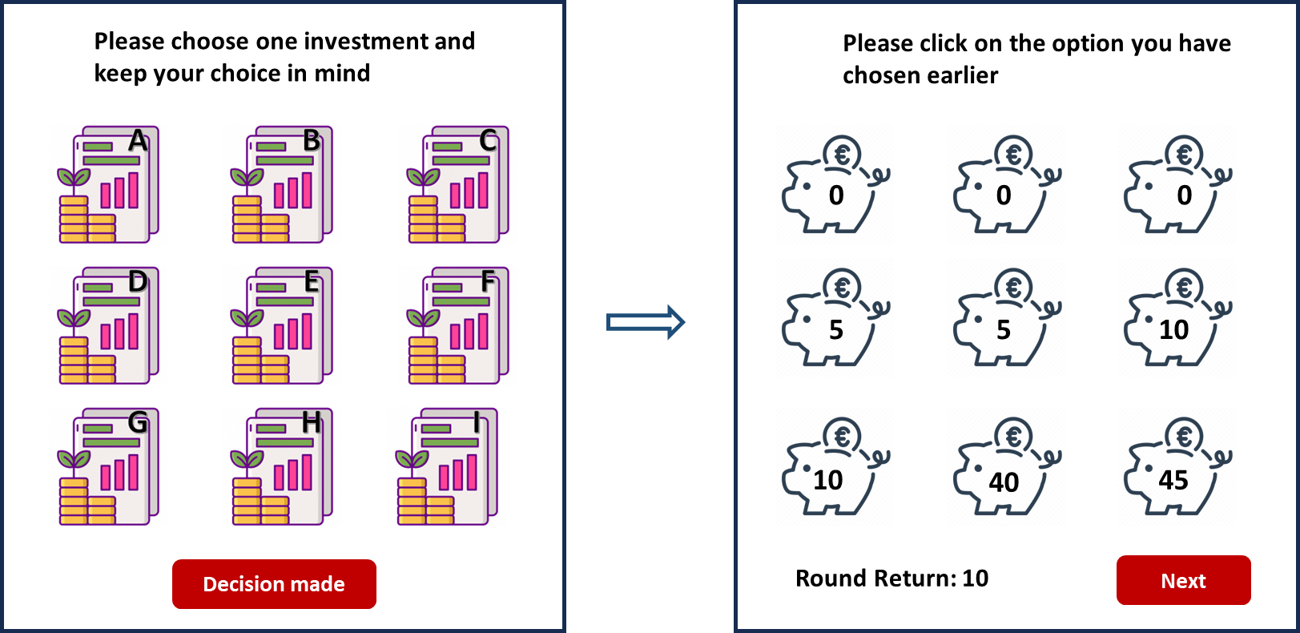 Please choose one investment and
keep your choice in mind
A B C
D E F
G H I
Decision made
Please click on the option you have
chosen earlier
€ € €
0 0 0
€ € €
5 5 10
€ € €
10 40 45
Round Return: 10
Next